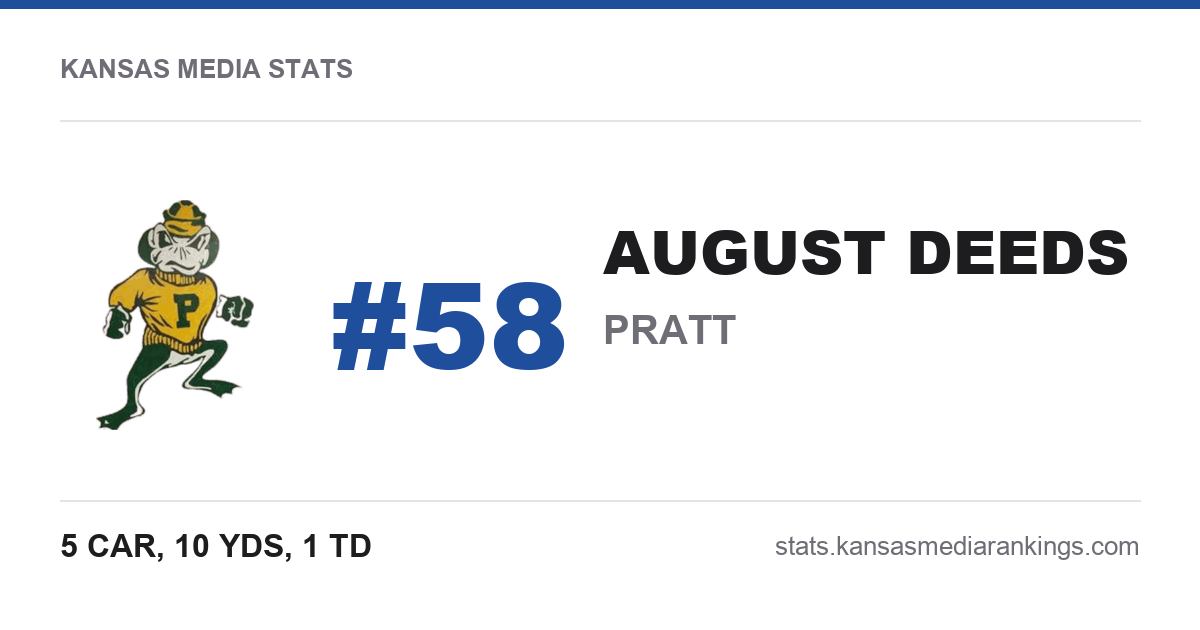 KANSAS MEDIA STATS
P
#58
AUGUST DEEDS
PRATT
5 CAR, 10 YDS, 1 TD
stats.kansasmediarankings.com